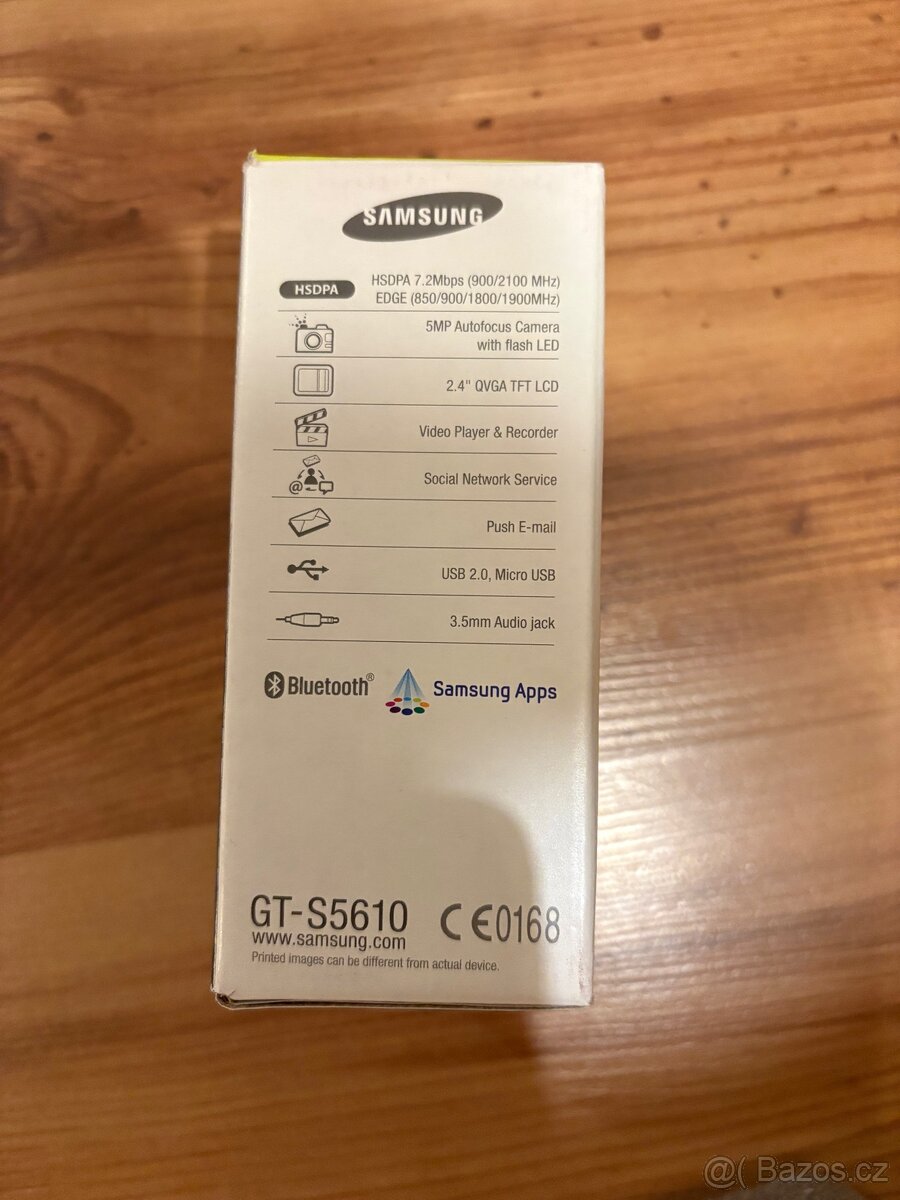 SAMSUNG
HSDPA
HSDPA 7.2Mbps (900/2100 MHz)
EDGE (850/900/1800/1900MHz)
5MP Autofocus Camera
with flash LED
2.4" QVGA TFT LCD
Video Player & Recorder
Social Network Service
@
Push E-mail
USB 2.0, Micro USB
3.5mm Audio jack
Bluetooth®
Samsung Apps
GT-S5610
CE0168
www.samsung.com
Printed images can be different from actual device.
@( Bazos.cz